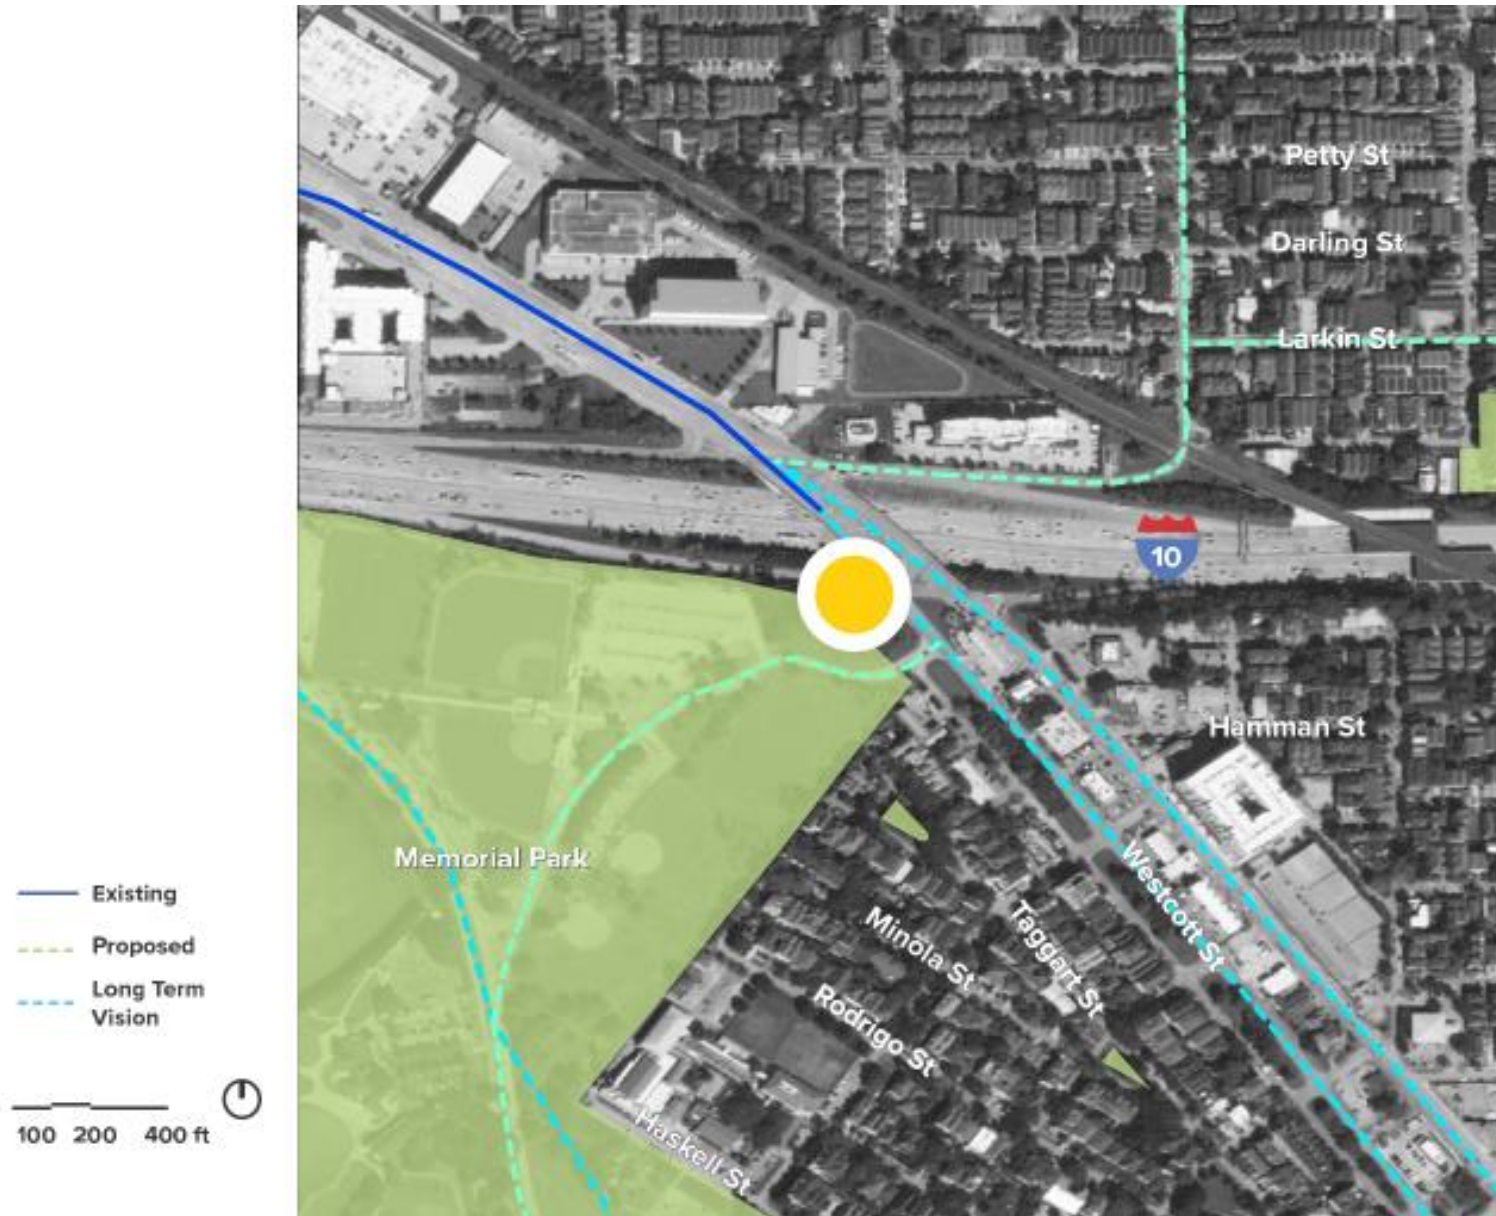 Petty St
Darling St
Larkin St
10
Hamman St
Memorial Park
Westcott St
Taggart St
Minola St
Rodrigo St
Haskell St
Existing
Proposed
Long Term
Vision
100 200 400 ft